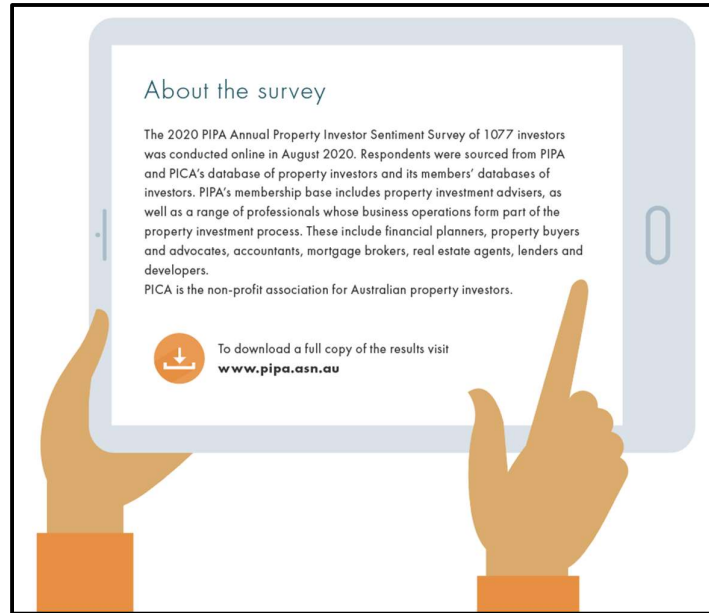 About the survey
The 2020 PIPA Annual Property Investor Sentiment Survey of 1077 investors
was conducted online in August 2020. Respondents were sourced from PIPA
and PICA's database of property investors and its members' databases of
investors. PIPA's membership base includes property investment advisers, as
well as a range of professionals whose business operations form part of the
property investment process. These include financial planners, property buyers
and advocates, accountants, mortgage brokers, real estate agents, lenders and
developers.
PICA is the non-profit association for Australian property investors.
To download a full copy of the results visit
www.pipa.asn.au